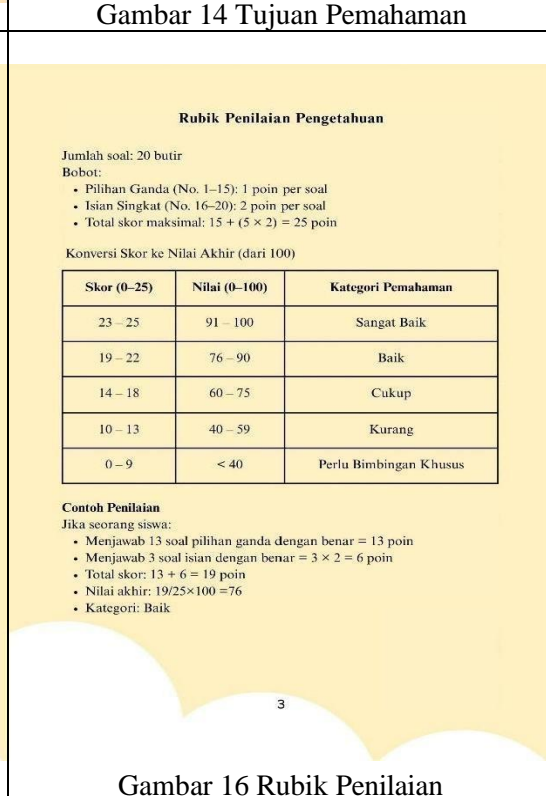 Gambar 14 Tujuan Pemahaman
Rubik Penilaian Pengetahuan
Jumlah soal: 20 butir
Bobot:
• Pilihan Ganda (No. 1–15): 1 poin per soal
• Isian Singkat (No. 16–20): 2 poin per soal
• Total skor maksimal: 15 + (5 × 2) = 25 poin
Konversi Skor ke Nilai Akhir (dari 100)
Skor (0–25) Nilai (0–100) Kategori Pemahaman
23 – 25 91 – 100 Sangat Baik
19 – 22 76 – 90 Baik
14 – 18 60 – 75 Cukup
10 – 13 40 – 59 Kurang
0 – 9 < 40 Perlu Bimbingan Khusus
Contoh Penilaian
Jika seorang siswa:
• Menjawab 13 soal pilihan ganda dengan benar = 13 poin
• Menjawab 3 soal isian dengan benar = 3 × 2 = 6 poin
• Total skor: 13 + 6 = 19 poin
• Nilai akhir: 19/25×100 =76
• Kategori: Baik
3
Gambar 16 Rubik Penilaian